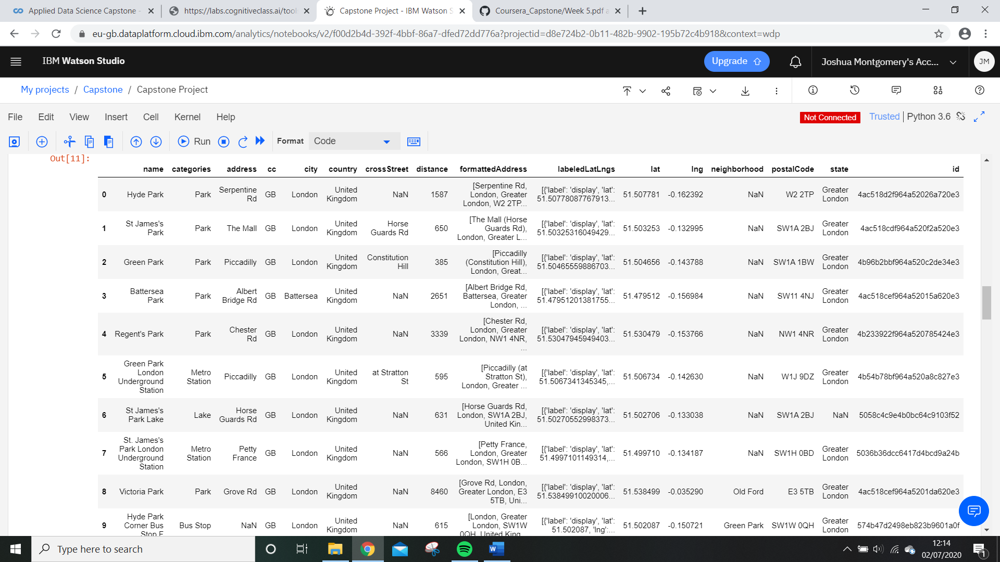 Applied Data Science Capstone - https://labs.cognitiveclass.ai/tool Capstone Project - IBM Watson S Coursera_Capstone/Week 5.pdf a
eu-gb.dataplatform.cloud.ibm.com/analytics/notebooks/v2/f00d2b4d-392f-4bbf-86a7-dfed72dd776a?projectid=d8e724b2-0b11-482b-9902-195b72c4b918&context=wdp
IBM Watson Studio Upgrade Joshua Montgomery's Acc... JM
My projects / Capstone / Capstone Project
File Edit View Insert Cell Kernel Help Not Connected Trusted | Python 3.6
Run Format Code
Out[11]:
name categories address cc city country crossStreet distance formattedAddress labeledLatLngs lat lng neighborhood postalCode state id
0 Hyde Park Park Serpentine Rd GB London United Kingdom NaN 1587 [Serpentine Rd, London, Greater London, W2 2TP... [{'label': 'display', 'lat': 51.50778087767913... 51.507781 -0.162392 NaN W2 2TP Greater London 4ac518d2f964a52026a720e3
1 St James's Park Park The Mall GB London United Kingdom Horse Guards Rd 650 [The Mall (Horse Guards Rd), London, Greater L... [{'label': 'display', 'lat': 51.50325316049429... 51.503253 -0.132995 NaN SW1A 2BJ Greater London 4ac518cdf964a520f2a520e3
2 Green Park Park Piccadilly GB London United Kingdom Constitution Hill 385 [Piccadilly (Constitution Hill), London, Great... [{'label': 'display', 'lat': 51.50465559886703... 51.504656 -0.143788 NaN SW1A 1BW Greater London 4b96b2bbf964a520c2de34e3
3 Battersea Park Park Albert Bridge Rd GB Battersea United Kingdom NaN 2651 [Albert Bridge Rd, Battersea, Greater London, ... [{'label': 'display', 'lat': 51.47951201381755... 51.479512 -0.156984 NaN SW11 4NJ Greater London 4ac518cef964a52015a620e3
4 Regent's Park Park Chester Rd GB London United Kingdom NaN 3339 [Chester Rd, London, Greater London, NW1 4NR, ... [{'label': 'display', 'lat': 51.53047945949403... 51.530479 -0.153766 NaN NW1 4NR Greater London 4b233922f964a520785424e3
5 Green Park London Underground Station Metro Station Piccadilly GB London United Kingdom at Stratton St 595 [Piccadilly (at Stratton St), London, Greater ... [{'label': 'display', 'lat': 51.5067341345345,... 51.506734 -0.142630 NaN W1J 9DZ Greater London 4b54b78bf964a520a8c827e3
6 St James's Park Lake Lake Horse Guards Rd GB London United Kingdom NaN 631 [Horse Guards Rd, London, SW1A 2BJ, United Kin... [{'label': 'display', 'lat': 51.50270552998373... 51.502706 -0.133038 NaN SW1A 2BJ NaN 5058c4c9e4b0bc64c9103f52
7 St. James's Park London Underground Station Metro Station Petty France GB London United Kingdom NaN 566 [Petty France, London, Greater London, SW1H 0B... [{'label': 'display', 'lat': 51.4997101149314,... 51.499710 -0.134187 NaN SW1H 0BD Greater London 5036b36dcc6417d4bcd9a24b
8 Victoria Park Park Grove Rd GB London United Kingdom NaN 8460 [Grove Rd, London, Greater London, E3 5TB, Uni... [{'label': 'display', 'lat': 51.53849910020006... 51.538499 -0.035290 Old Ford E3 5TB Greater London 4ac518cef964a5201da620e3
9 Hyde Park Corner Bus Stop F Bus Stop NaN GB London United Kingdom NaN 615 [London, Greater London, SW1W 0QH, United King... [{'label': 'display', 'lat': 51.502087, 'lng':... 51.502087 -0.150721 Green Park SW1W 0QH Greater London 574b47d2498eb823b9601a0f
Type here to search 12:14
02/07/2020 1